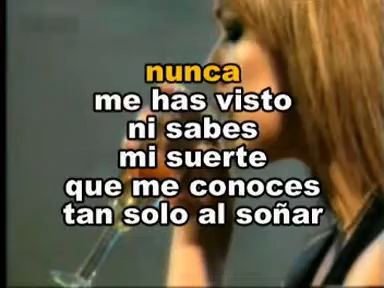 nunca
me has visto
ni sabes
mi suerte
que me conoces
tan solo al soñar